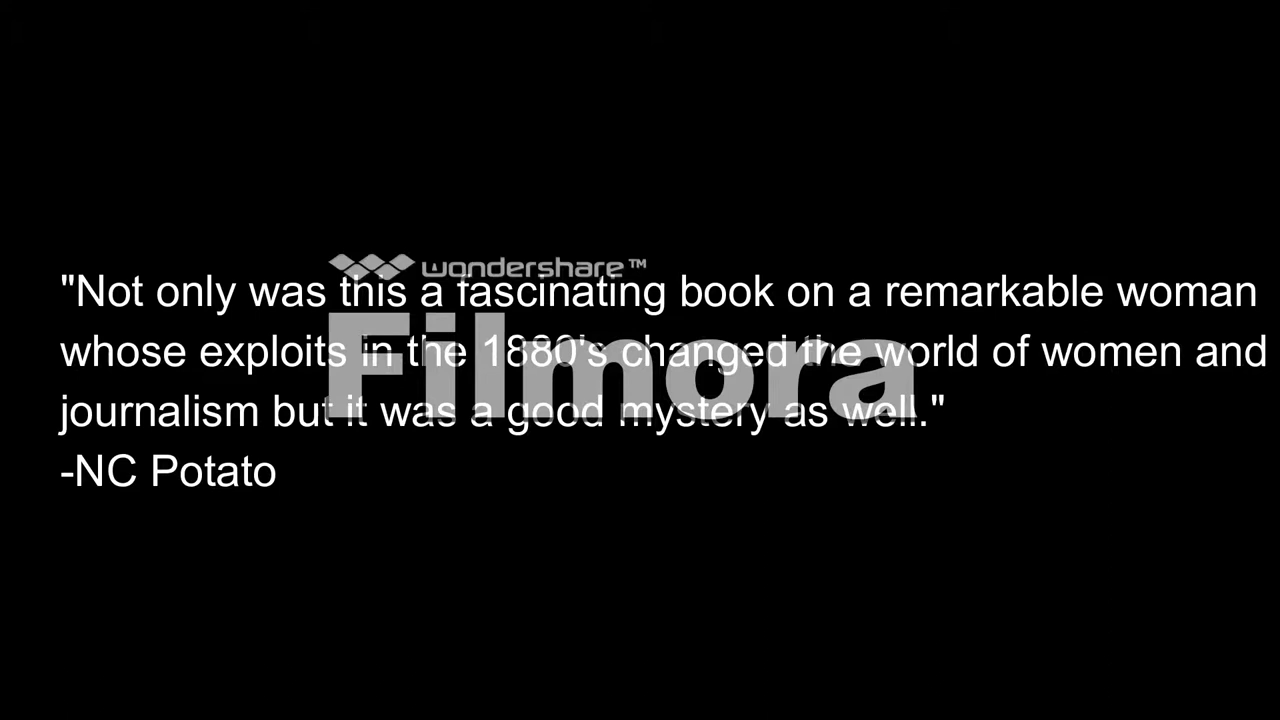 wondershare™
Filmora
"Not only was this a fascinating book on a remarkable woman
whose exploits in the 1880's changed the world of women and
journalism but it was a good mystery as well."
-NC Potato